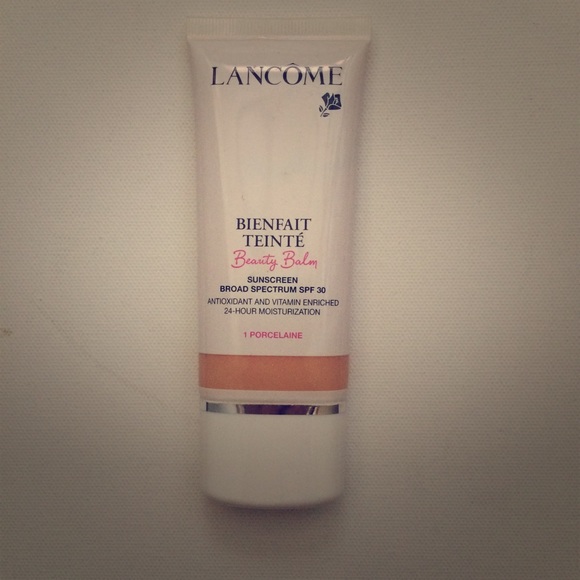 LANCÔME
BIENFAIT
TEINTÉ
Beauty Balm
SUNSCREEN
BROAD SPECTRUM SPF 30
ANTIOXIDANT AND VITAMIN ENRICHED
24-HOUR MOISTURIZATION
1 PORCELAINE